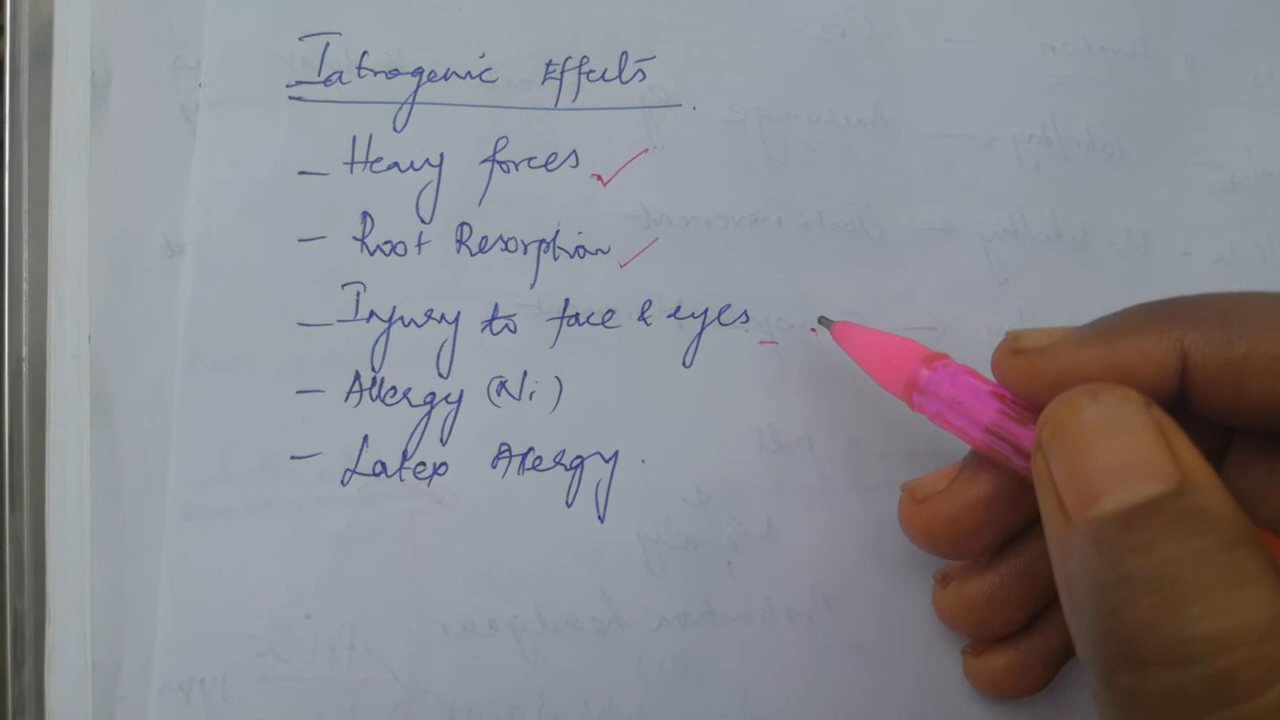 Iatrogenic Effects
- Heavy forces
- Root Resorption
- Injury to face & eyes
- Allergy (Ni)
- Latex Allergy.